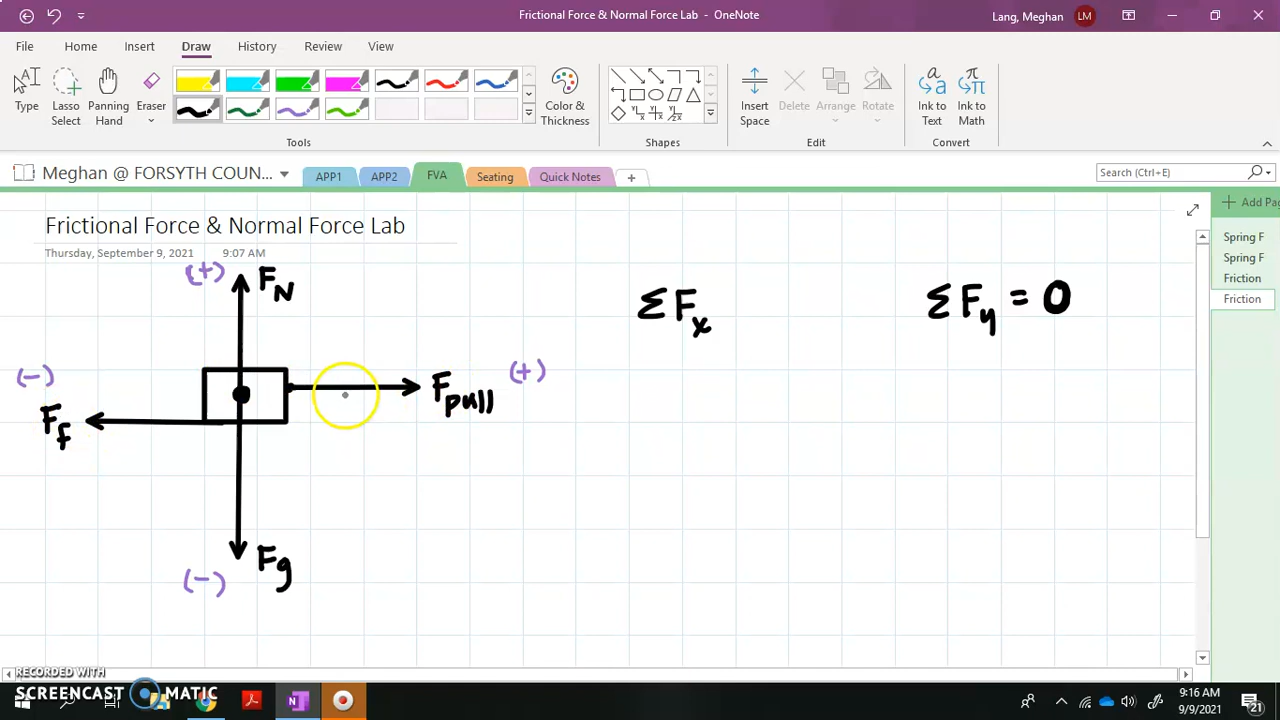 Frictional Force & Normal Force Lab - OneNote
Lang, Meghan LM
File Home Insert Draw History Review View
Type Lasso Select Panning Hand Eraser Color & Thickness Insert Space Delete Arrange Rotate Ink to Text Ink to Math
Tools Shapes Edit Convert
Meghan @ FORSYTH COUN... APP1 APP2 FVA Seating Quick Notes Search (Ctrl+E)
Add Pag
Frictional Force & Normal Force Lab
Thursday, September 9, 2021 9:07 AM
Spring F
Spring F
Friction
Friction
(+) FN
ΣFx
ΣFy = 0
(-)
Ff
Fpull (+)
Fg
(-)
RECORDED WITH
SCREENCAST MATIC
9:16 AM
9/9/2021
21